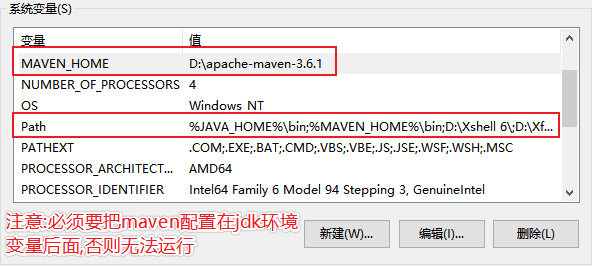 系统变量(S)
变量 值
MAVEN_HOME D:\apache-maven-3.6.1
NUMBER_OF_PROCESSORS 4
OS Windows NT
Path %JAVA_HOME%\bin;%MAVEN_HOME%\bin;D:\Xshell 6\;D:\Xf...
PATHEXT .COM;.EXE;.BAT;.CMD;.VBS;.VBE;.JS;.JSE;.WSF;.WSH;.MSC
PROCESSOR_ARCHITECT... AMD64
PROCESSOR_IDENTIFIER Intel64 Family 6 Model 94 Stepping 3, GenuineIntel
注意:必须要把maven配置在jdk环境
变量后面,否则无法运行
新建(W)... 编辑(I)... 删除(L)